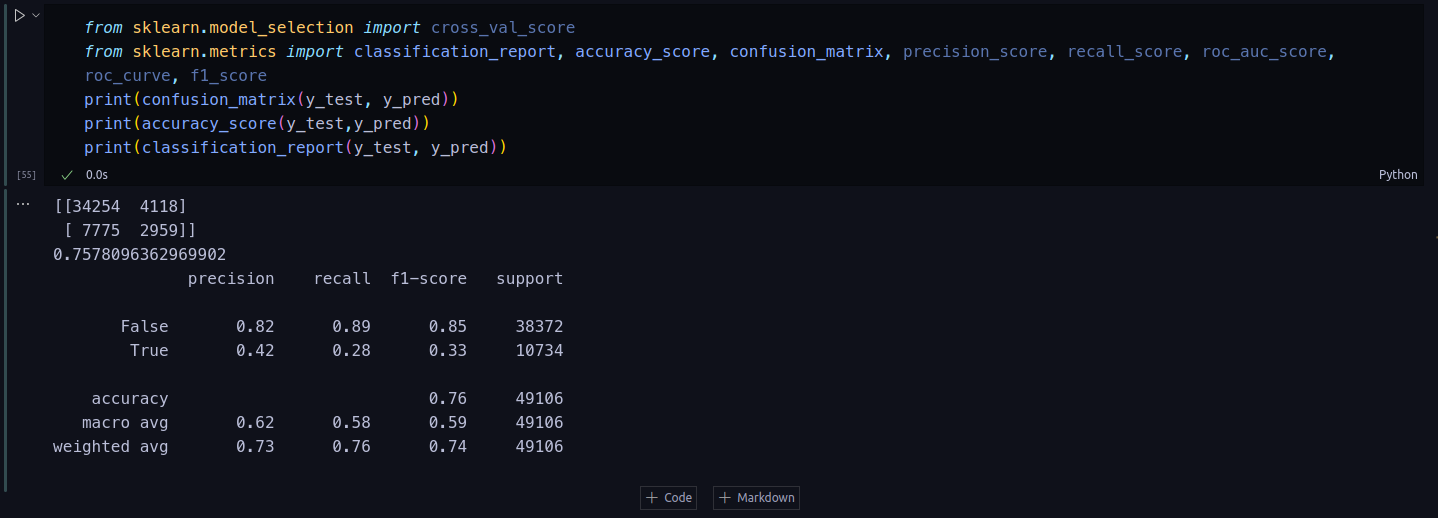 from sklearn.model_selection import cross_val_score
from sklearn.metrics import classification_report, accuracy_score, confusion_matrix, precision_score, recall_score, roc_auc_score,
roc_curve, f1_score
print(confusion_matrix(y_test, y_pred))
print(accuracy_score(y_test,y_pred))
print(classification_report(y_test, y_pred))
[55] 0.0s Python
[[34254  4118]
 [ 7775  2959]]
0.7578096362969902
              precision    recall  f1-score   support

       False       0.82      0.89      0.85     38372
        True       0.42      0.28      0.33     10734

    accuracy                           0.76     49106
   macro avg       0.62      0.58      0.59     49106
weighted avg       0.73      0.76      0.74     49106
+ Code + Markdown